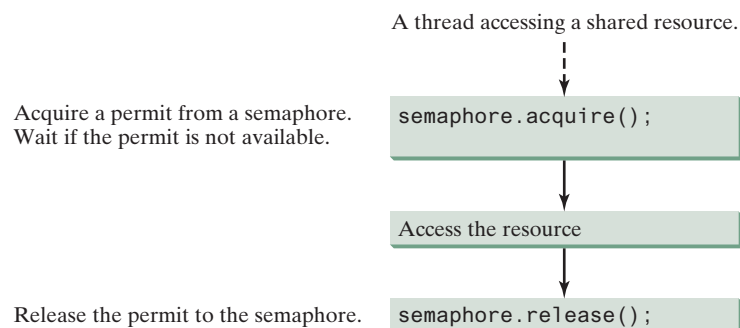 A thread accessing a shared resource.
Acquire a permit from a semaphore.
Wait if the permit is not available.
semaphore.acquire();
Access the resource
Release the permit to the semaphore.
semaphore.release();